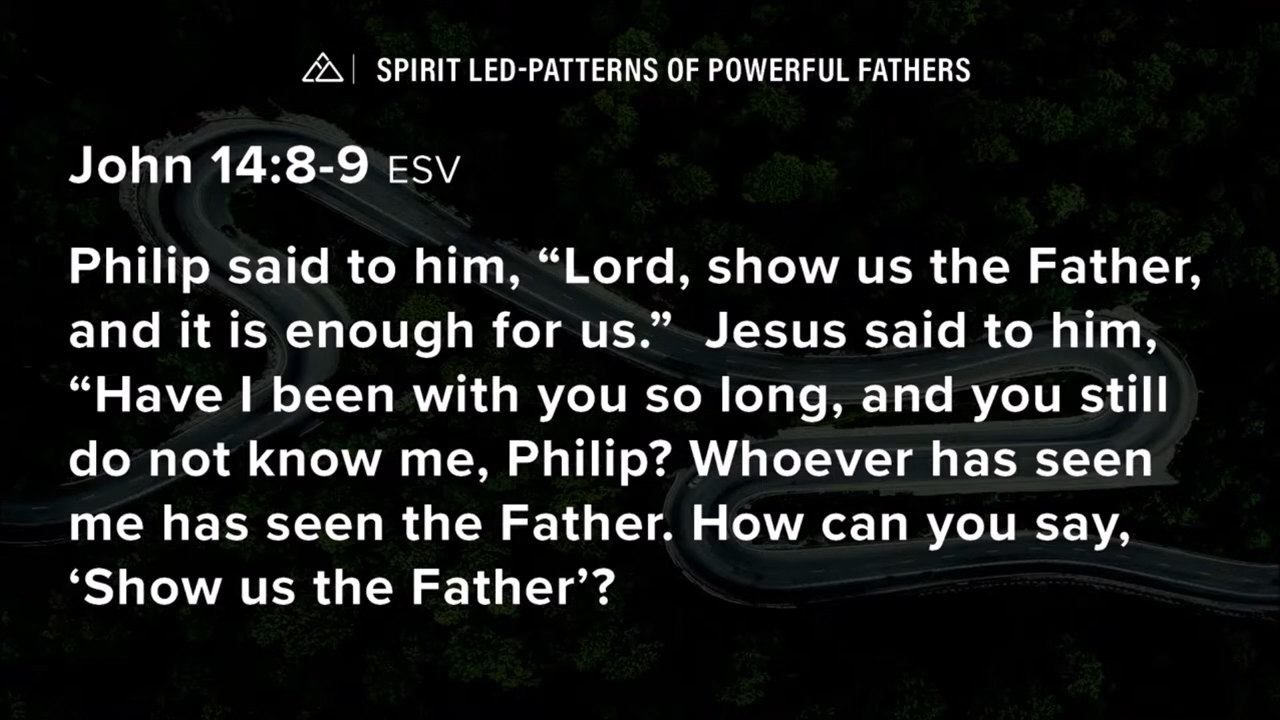 SPIRIT LED-PATTERNS OF POWERFUL FATHERS
John 14:8-9 ESV
Philip said to him, “Lord, show us the Father,
and it is enough for us.”  Jesus said to him,
“Have I been with you so long, and you still
do not know me, Philip? Whoever has seen
me has seen the Father. How can you say,
‘Show us the Father’?